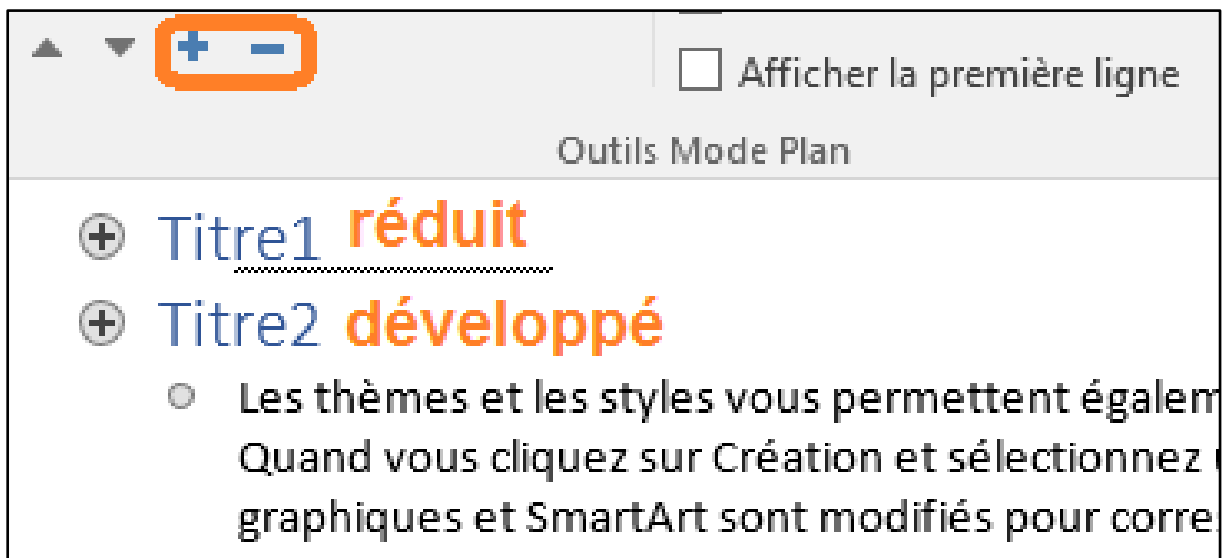 Afficher la première ligne
Outils Mode Plan
Titre1 réduit
Titre2 développé
Les thèmes et les styles vous permettent égalem
Quand vous cliquez sur Création et sélectionnez
graphiques et SmartArt sont modifiés pour corre